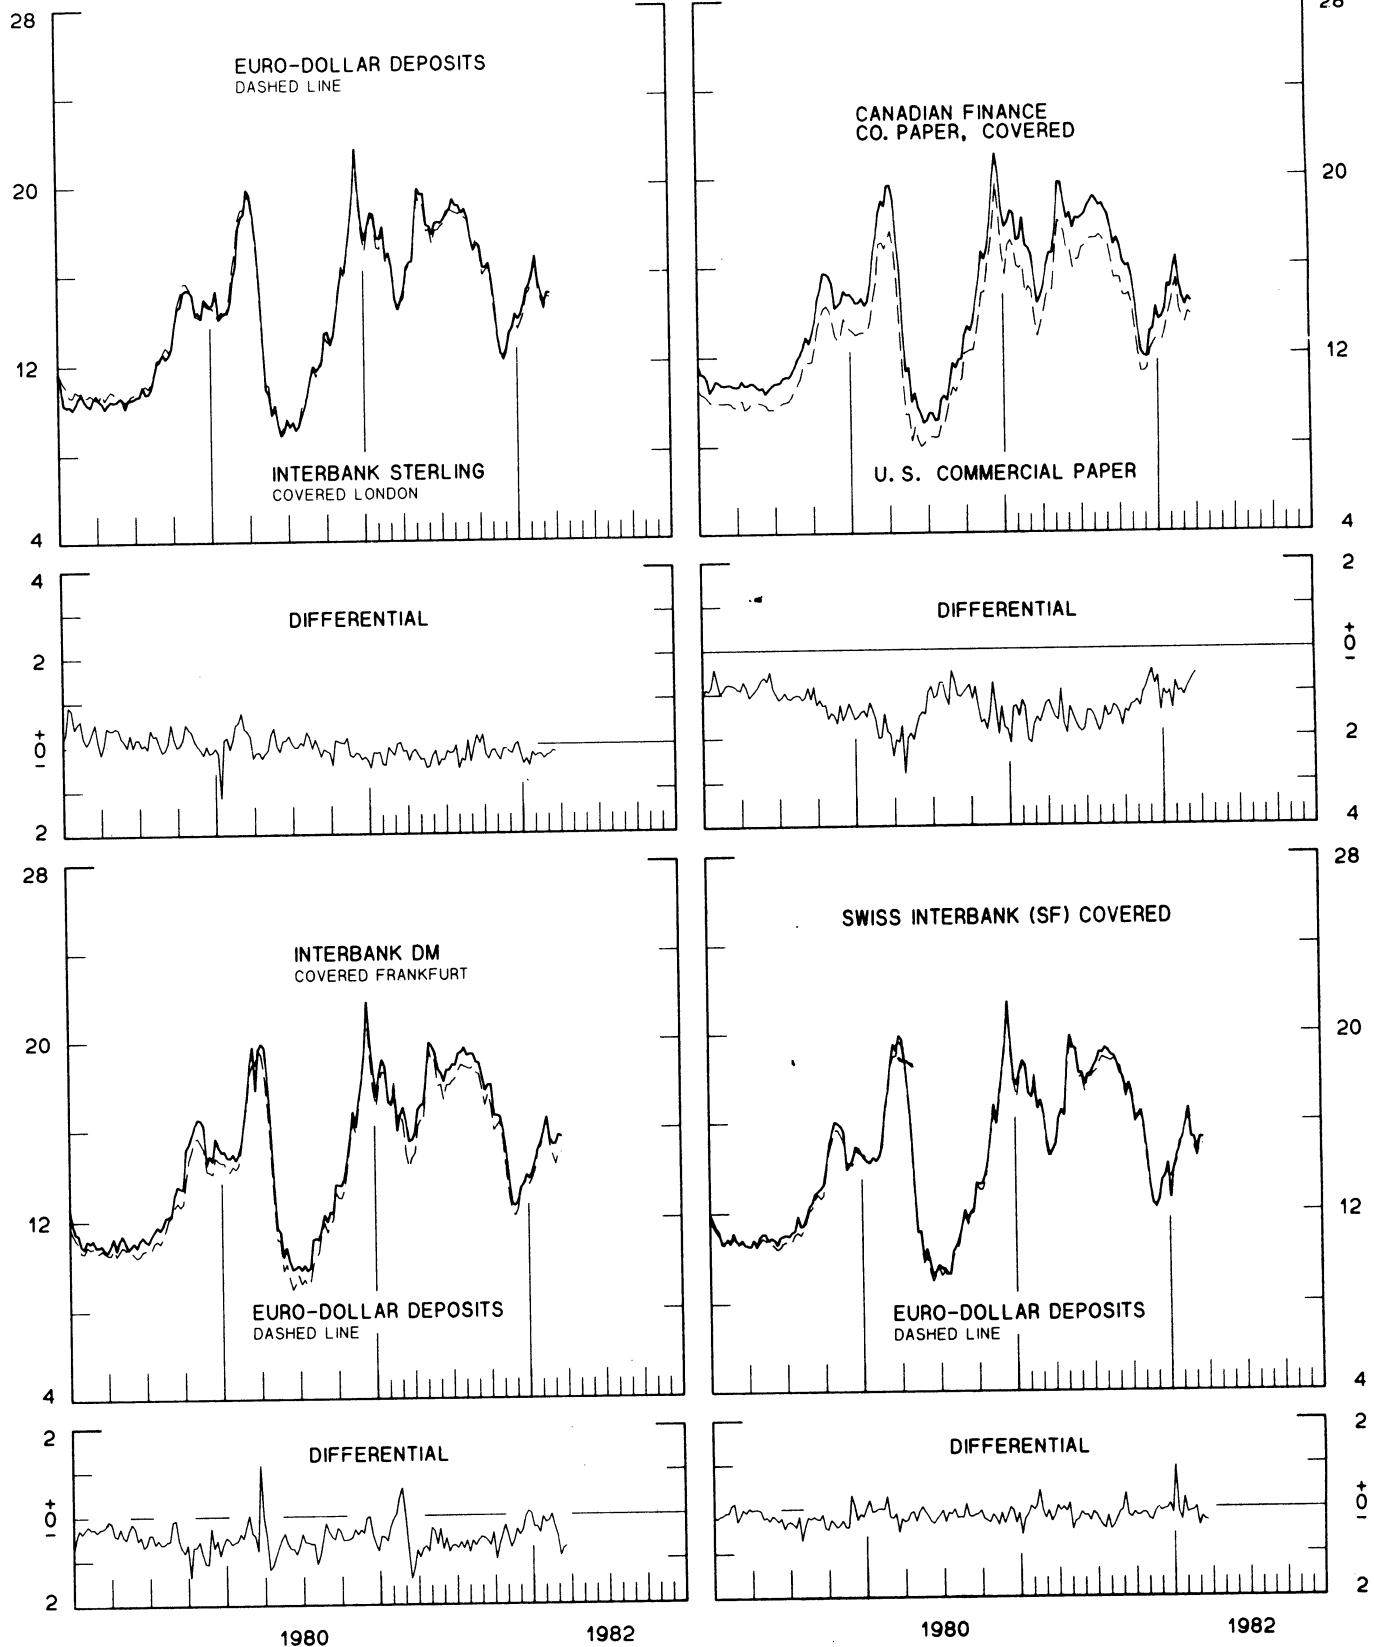 28
28
EURO-DOLLAR DEPOSITS
DASHED LINE
CANADIAN FINANCE
CO. PAPER, COVERED
20
20
12
12
INTERBANK STERLING
COVERED LONDON
U. S. COMMERCIAL PAPER
4
4
4
2
DIFFERENTIAL
DIFFERENTIAL
2
+
0
−
+
0
−
2
2
4
28
28
SWISS INTERBANK (SF) COVERED
INTERBANK DM
COVERED FRANKFURT
20
20
12
12
EURO-DOLLAR DEPOSITS
DASHED LINE
EURO-DOLLAR DEPOSITS
DASHED LINE
4
4
2
2
DIFFERENTIAL
DIFFERENTIAL
+
0
−
+
0
−
2
2
1980
1982
1980
1982